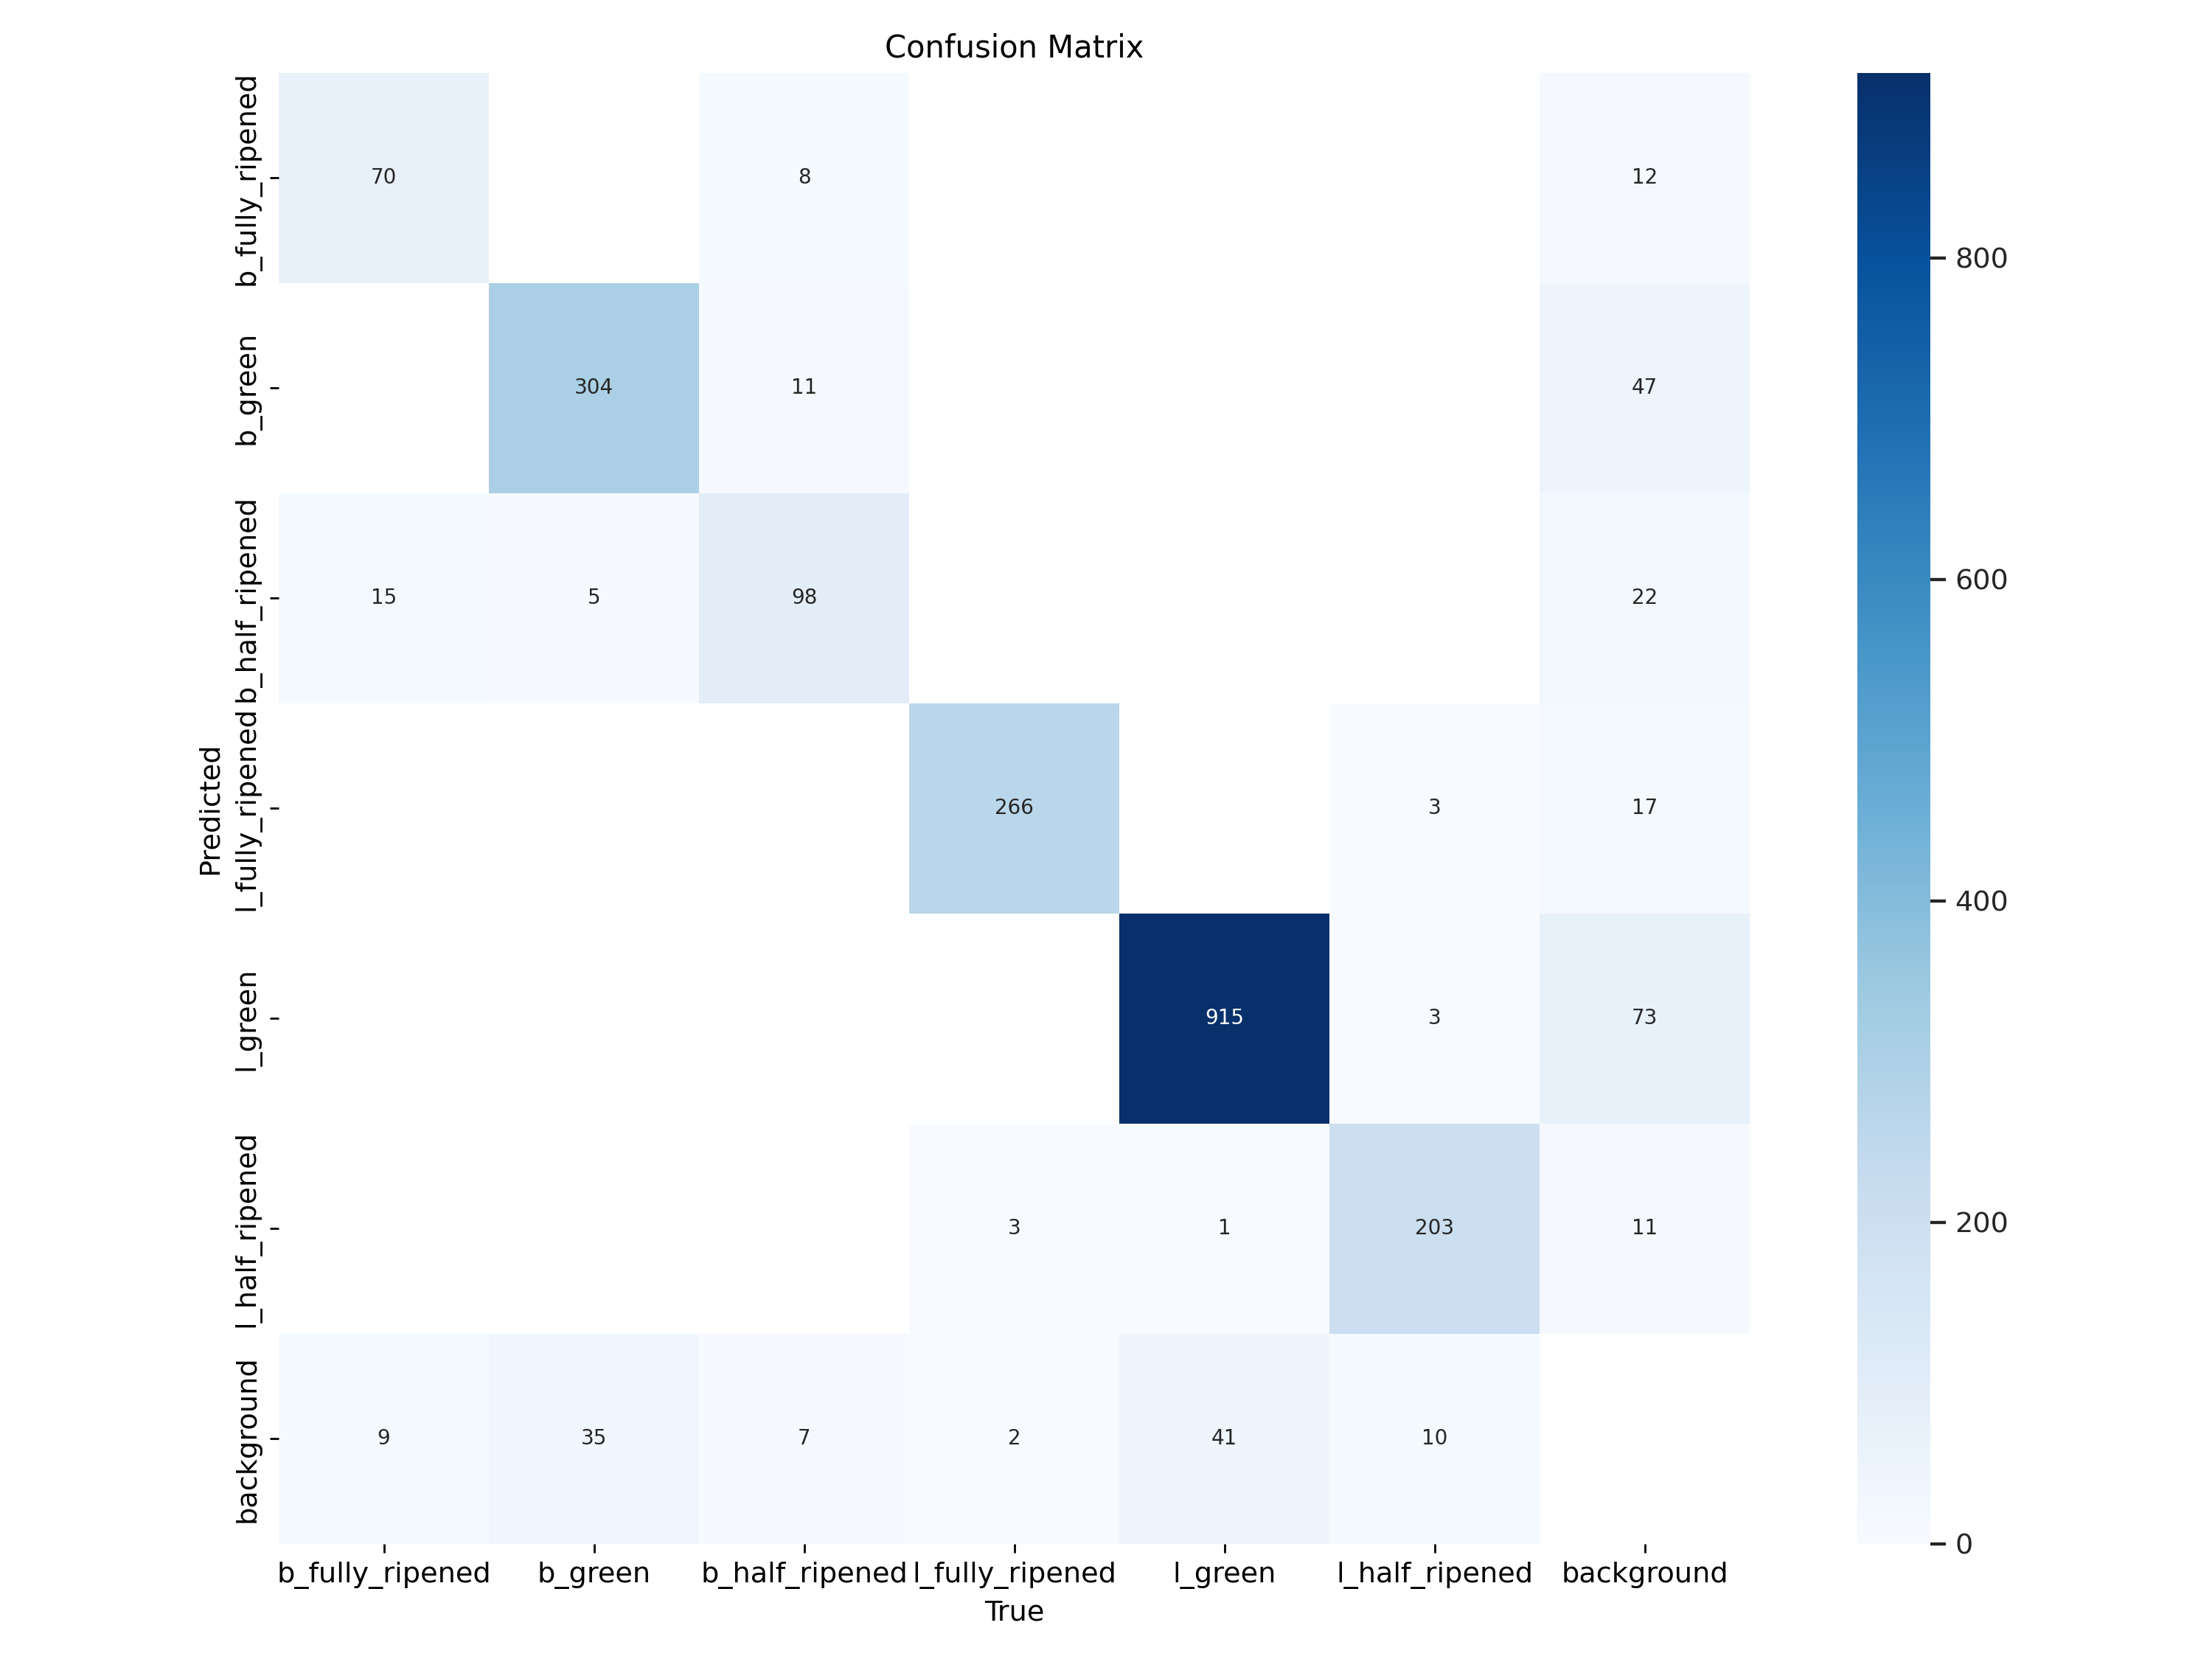 Confusion Matrix
b_fully_ripened
70
8
12
800
b_green
304
11
47
600
b_half_ripened
15
5
98
22
Predicted
l_fully_ripened
266
3
17
400
l_green
915
3
73
l_half_ripened
3
1
203
11
200
background
9
35
7
2
41
10
0
b_fully_ripened b_green b_half_ripened l_fully_ripened l_green l_half_ripened background
True